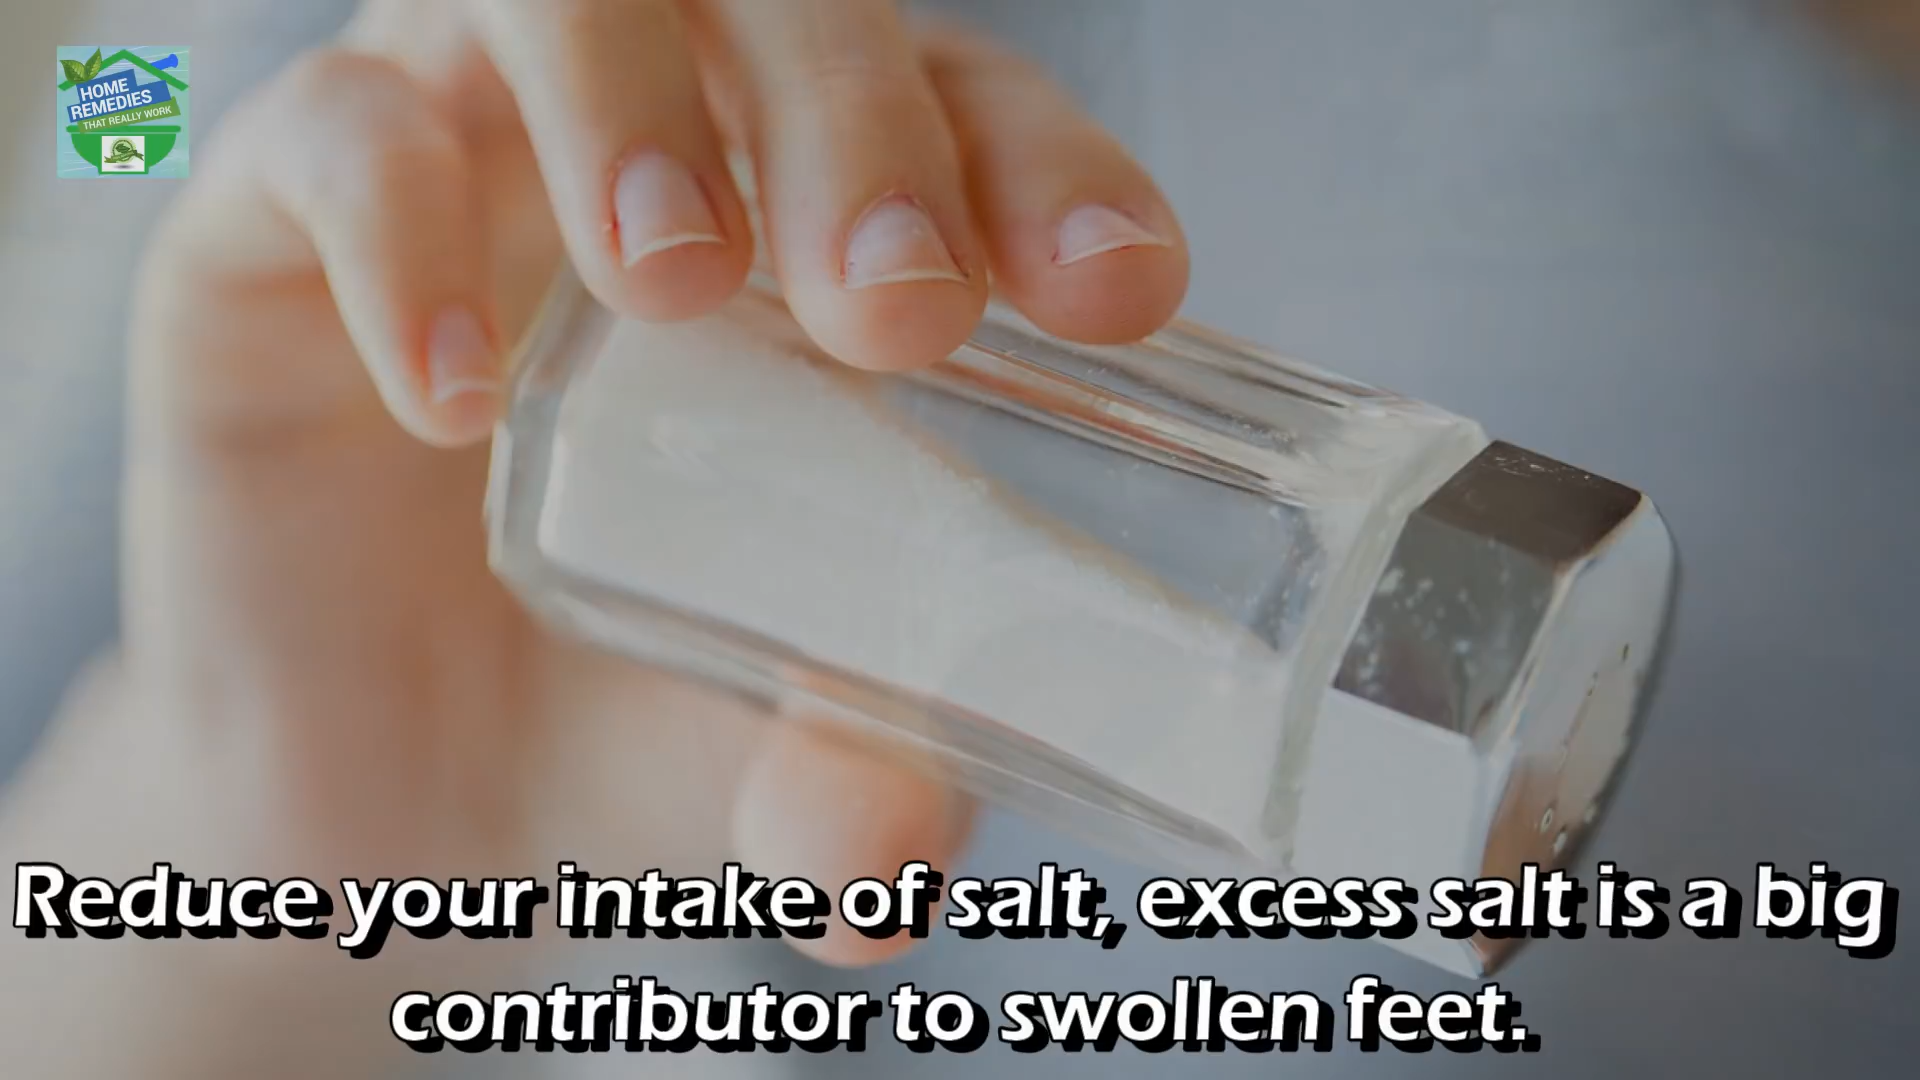 HOME
REMEDIES
THAT REALLY WORK
Reduce your intake of salt, excess salt is a big
contributor to swollen feet.